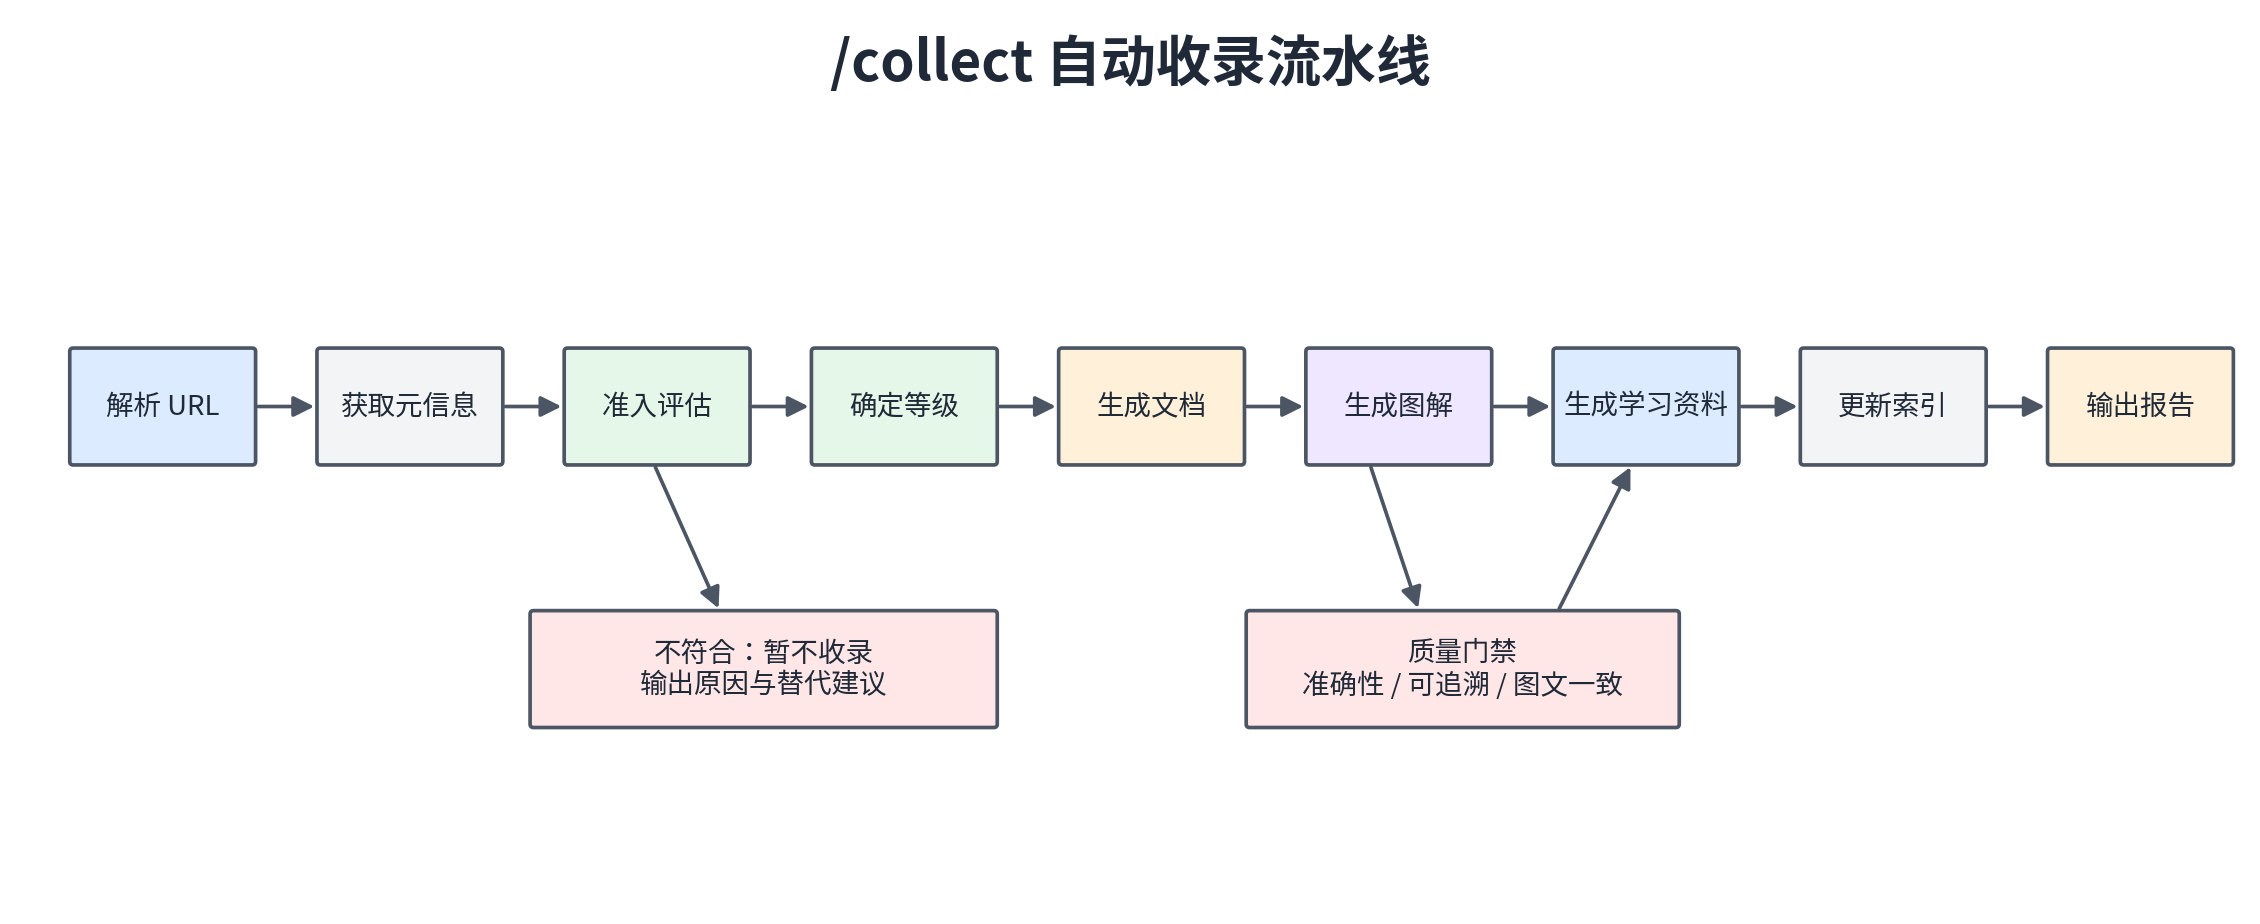 /collect 自动收录流水线
解析 URL
获取元信息
准入评估
确定等级
生成文档
生成图解
生成学习资料
更新索引
输出报告
不符合：暂不收录
输出原因与替代建议
质量门禁
准确性 / 可追溯 / 图文一致